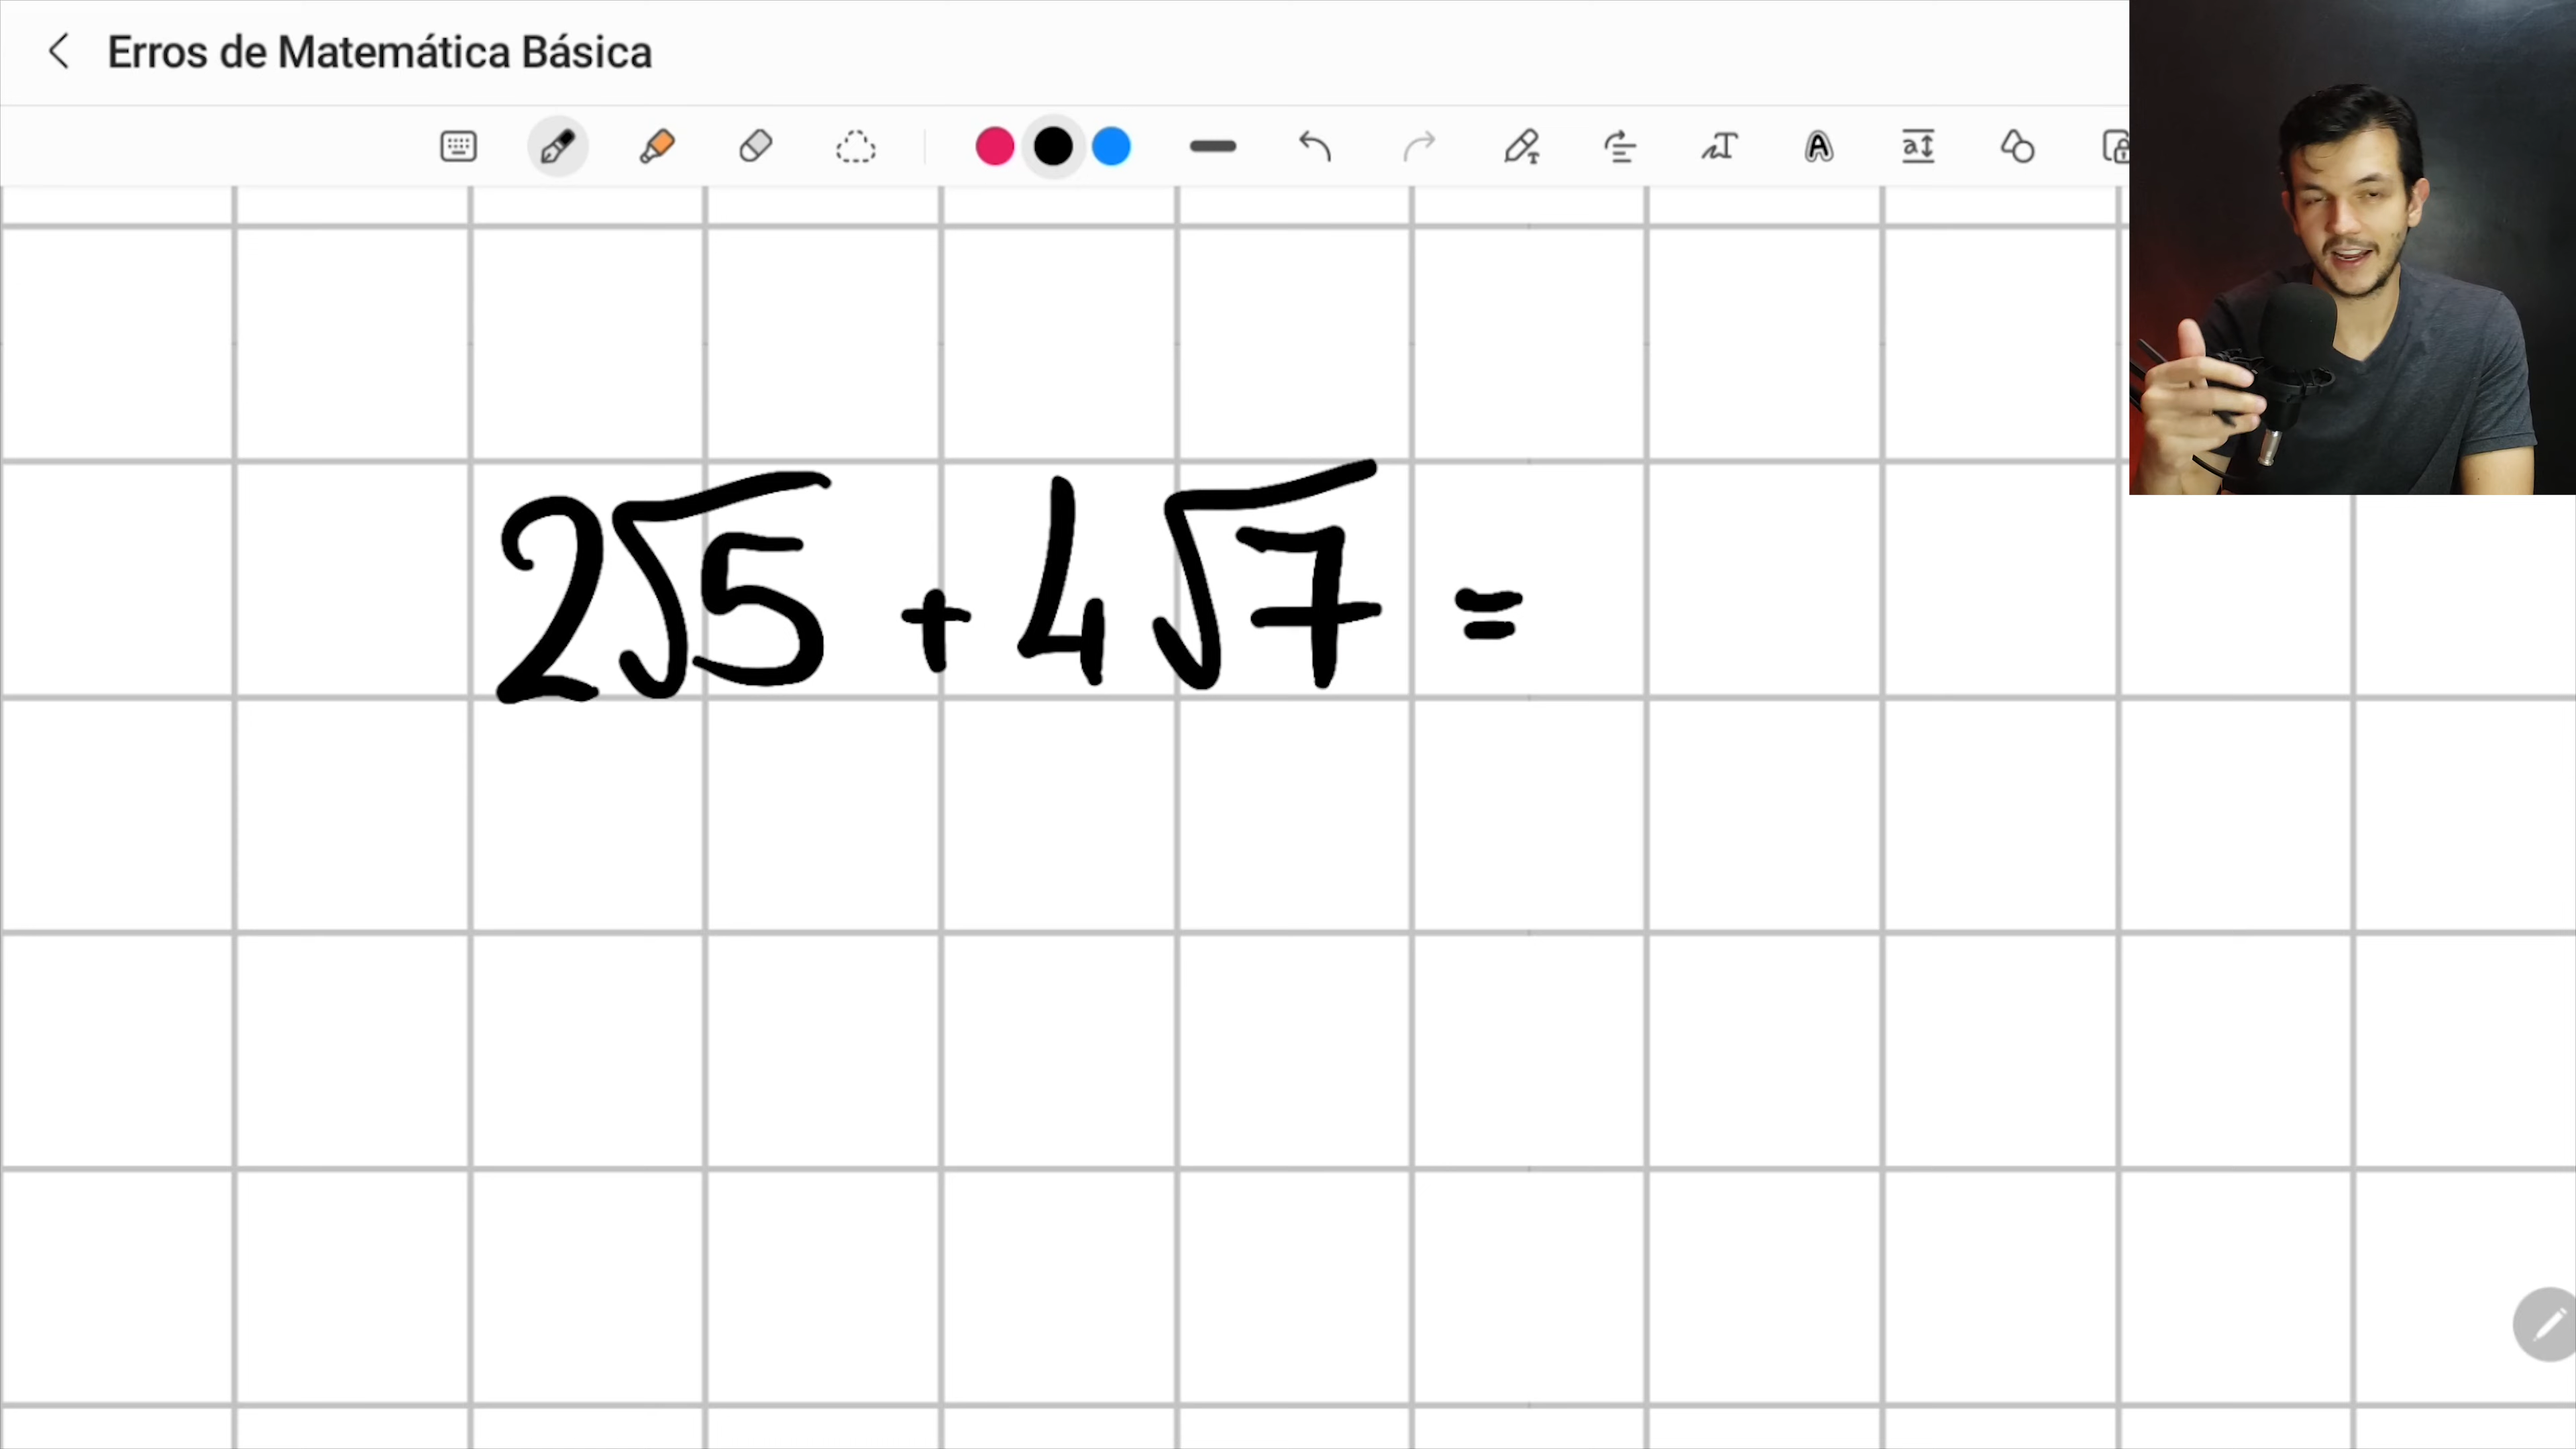 Erros de Matemática Básica
2√5 + 4√7 =